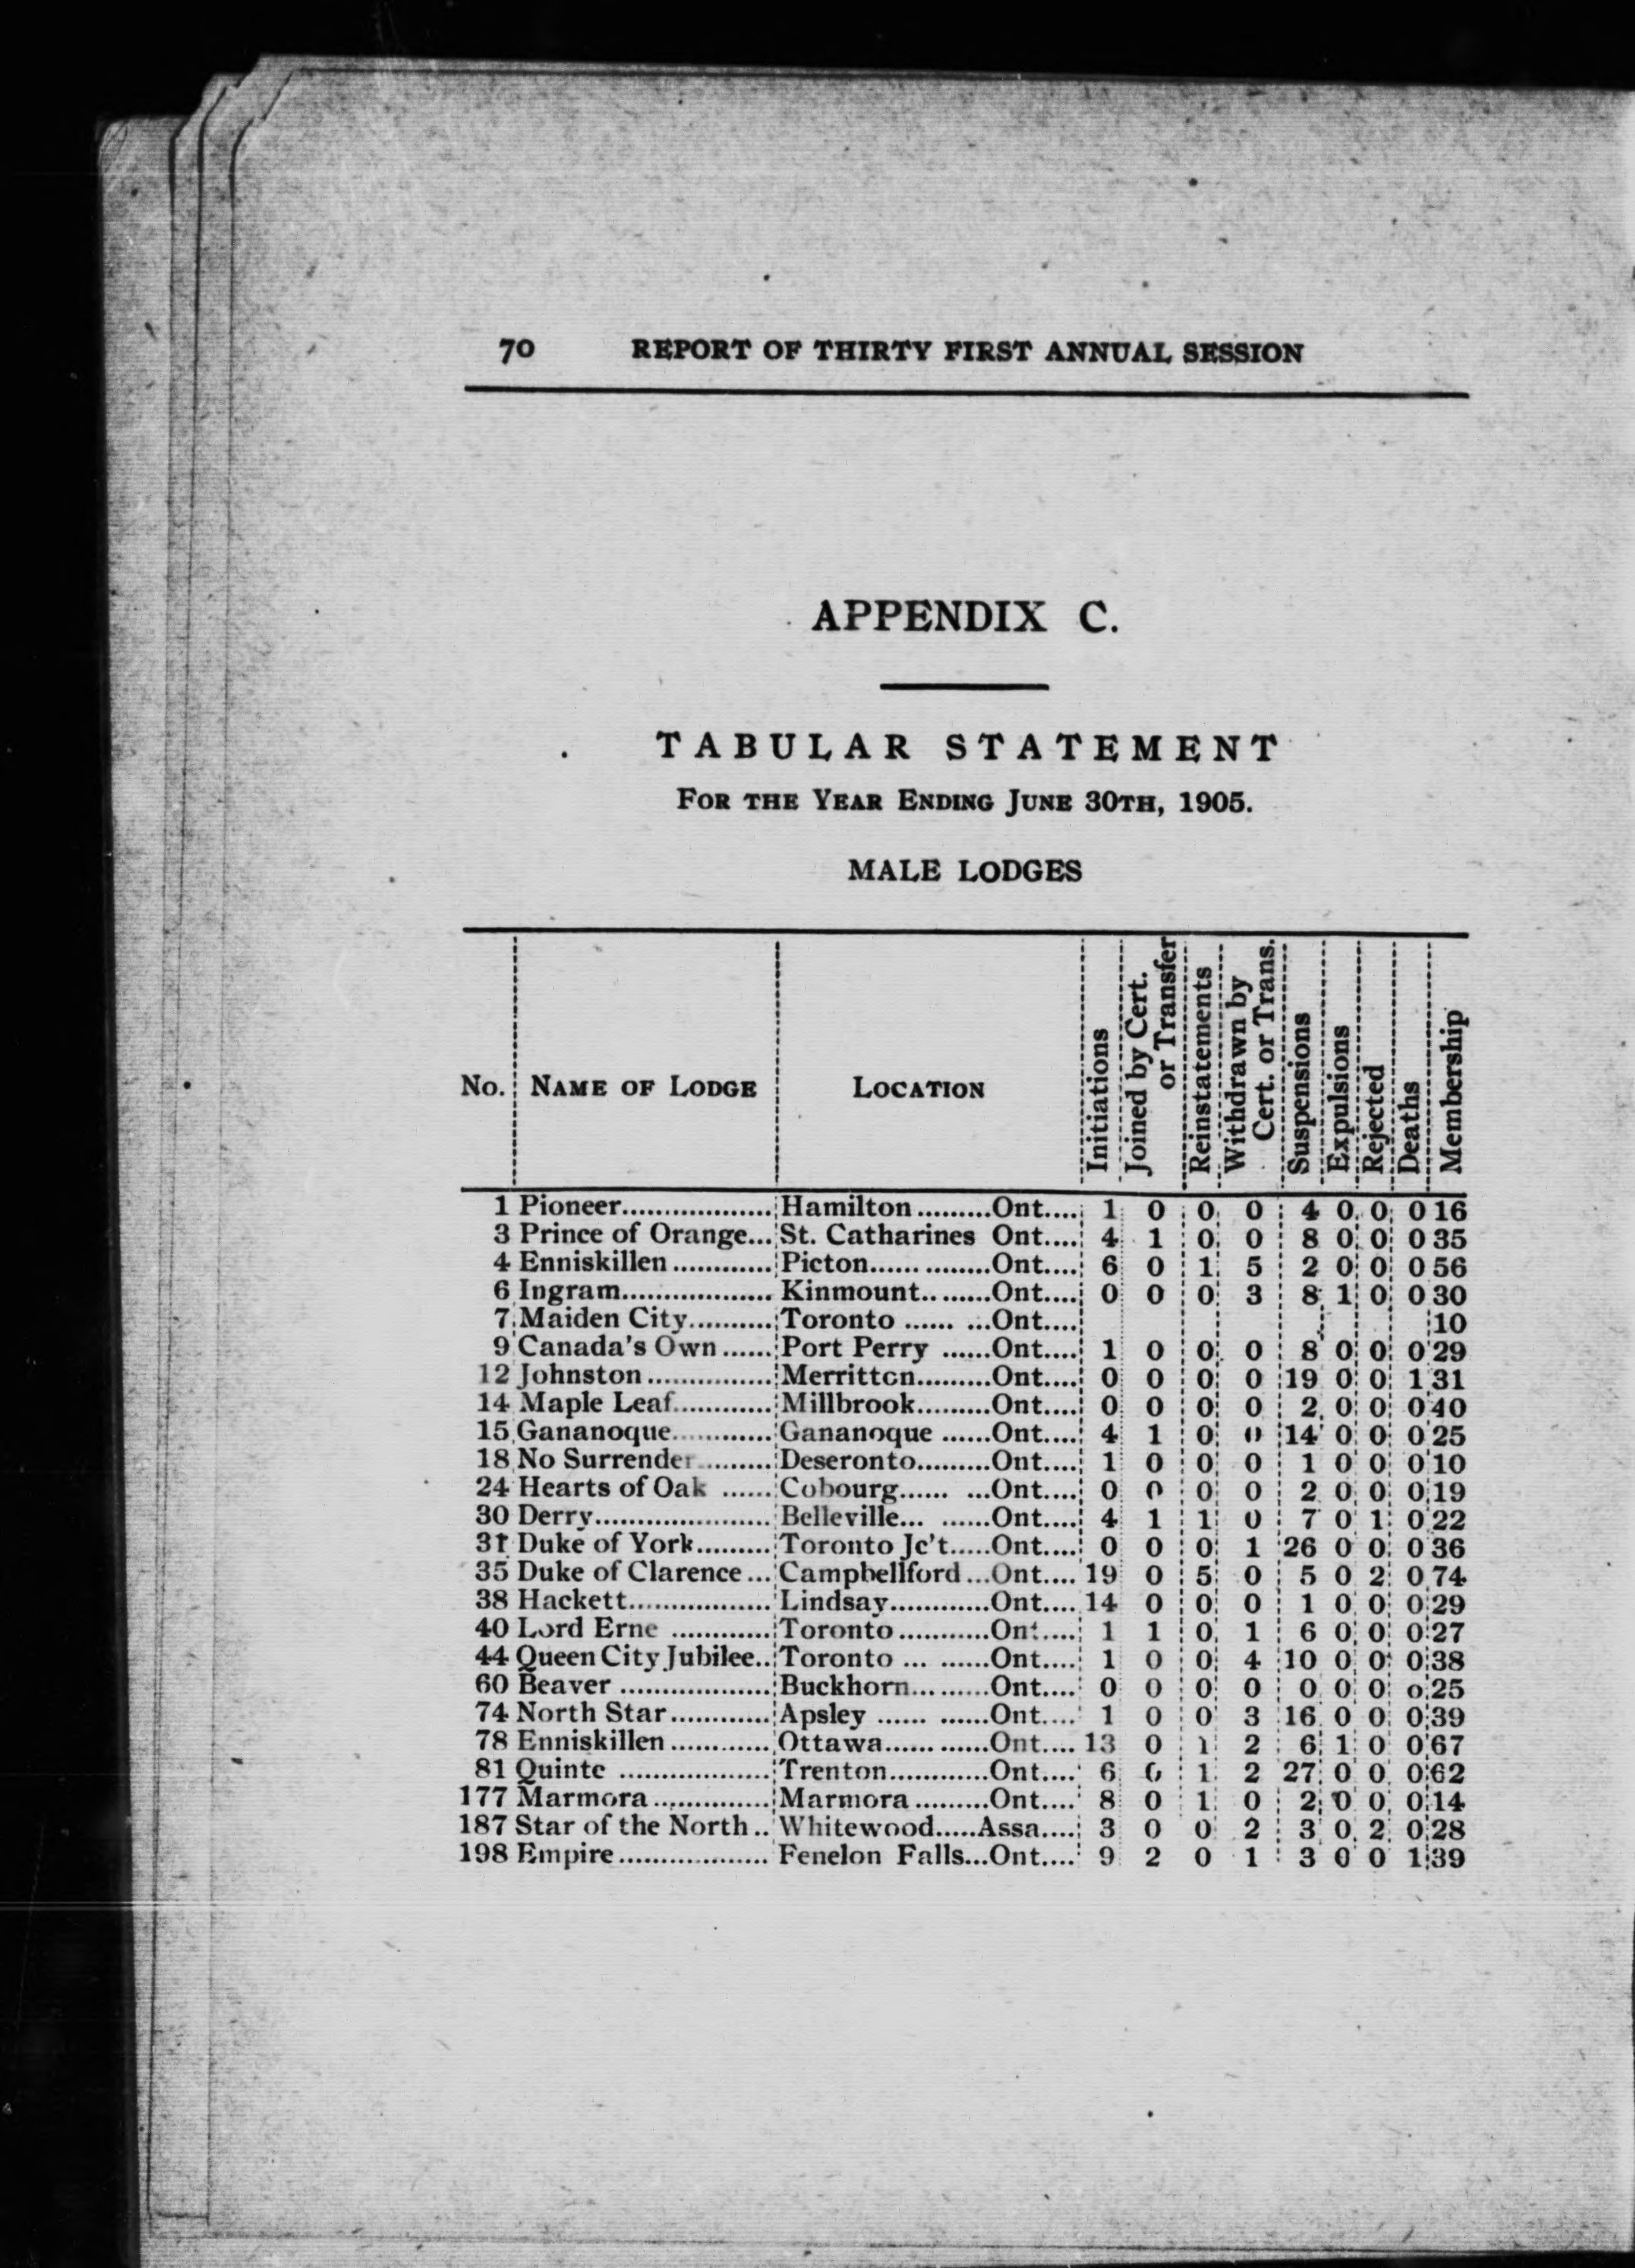 70 REPORT OF THIRTY FIRST ANNUAL SESSION
APPENDIX C.
TABULAR STATEMENT
FOR THE YEAR ENDING JUNE 30TH, 1905.
MALE LODGES
No. NAME OF LODGE LOCATION Initiations Joined by Cert. or Transfer Reinstatements Withdrawn by Cert. or Trans. Suspensions Expulsions Rejected Deaths Membership
1 Pioneer.................. Hamilton .........Ont.... 1 0 0 0 4 0 0 0 16
3 Prince of Orange... St. Catharines Ont.... 4 1 0 0 8 0 0 0 35
4 Enniskillen ............ Picton...............Ont.... 6 0 1 5 2 0 0 0 56
6 Ingram.................. Kinmount.........Ont.... 0 0 0 3 8 1 0 0 30
7 Maiden City.......... Toronto ...... ...Ont.... 10
9 Canada's Own ...... Port Perry ......Ont.... 1 0 0 0 8 0 0 0 29
12 Johnston ............... Merritton.........Ont.... 0 0 0 0 19 0 0 1 31
14 Maple Leaf............ Millbrook.........Ont.... 0 0 0 0 2 0 0 0 40
15 Gananoque............ Gananoque ......Ont.... 4 1 0 0 14 0 0 0 25
18 No Surrender ......... Deseronto.........Ont.... 1 0 0 0 1 0 0 0 10
24 Hearts of Oak ...... Cobourg...... ...Ont.... 0 0 0 0 2 0 0 0 19
30 Derry..................... Belleville... ......Ont.... 4 1 1 0 7 0 1 0 22
31 Duke of York......... Toronto Jc't.....Ont.... 0 0 0 1 26 0 0 0 36
35 Duke of Clarence ... Campbellford ...Ont.... 19 0 5 0 5 0 2 0 74
38 Hackett................. Lindsay............Ont.... 14 0 0 0 1 0 0 0 29
40 Lord Erne ............ Toronto ...........Ont.... 1 1 0 1 6 0 0 0 27
44 Queen City Jubilee.. Toronto ... ......Ont.... 1 0 0 4 10 0 0 0 38
60 Beaver .................. Buckhorn.........Ont.... 0 0 0 0 0 0 0 0 25
74 North Star............ Apsley ...... ......Ont.... 1 0 0 3 16 0 0 0 39
78 Enniskillen ............ Ottawa............Ont.... 13 0 1 2 6 1 0 0 67
81 Quinte .................. Trenton............Ont.... 6 0 1 2 27 0 0 0 62
177 Marmora .............. Marmora .........Ont.... 8 0 1 0 2 0 0 0 14
187 Star of the North .. Whitewood.....Assa.... 3 0 0 2 3 0 2 0 28
198 Empire .................. Fenelon Falls...Ont.... 9 2 0 1 3 0 0 1 39